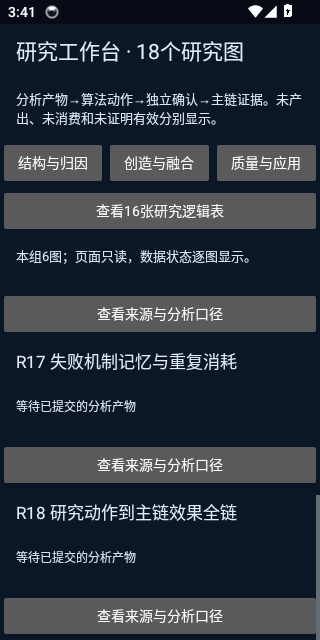 3:41
研究工作台 · 18个研究图
分析产物→算法动作→独立确认→主链证据。未产
出、未消费和未证明有效分别显示。
结构与归因 创造与融合 质量与应用
查看16张研究逻辑表
本组6图；页面只读，数据状态逐图显示。
查看来源与分析口径
R17 失败机制记忆与重复消耗
等待已提交的分析产物
查看来源与分析口径
R18 研究动作到主链效果全链
等待已提交的分析产物
查看来源与分析口径